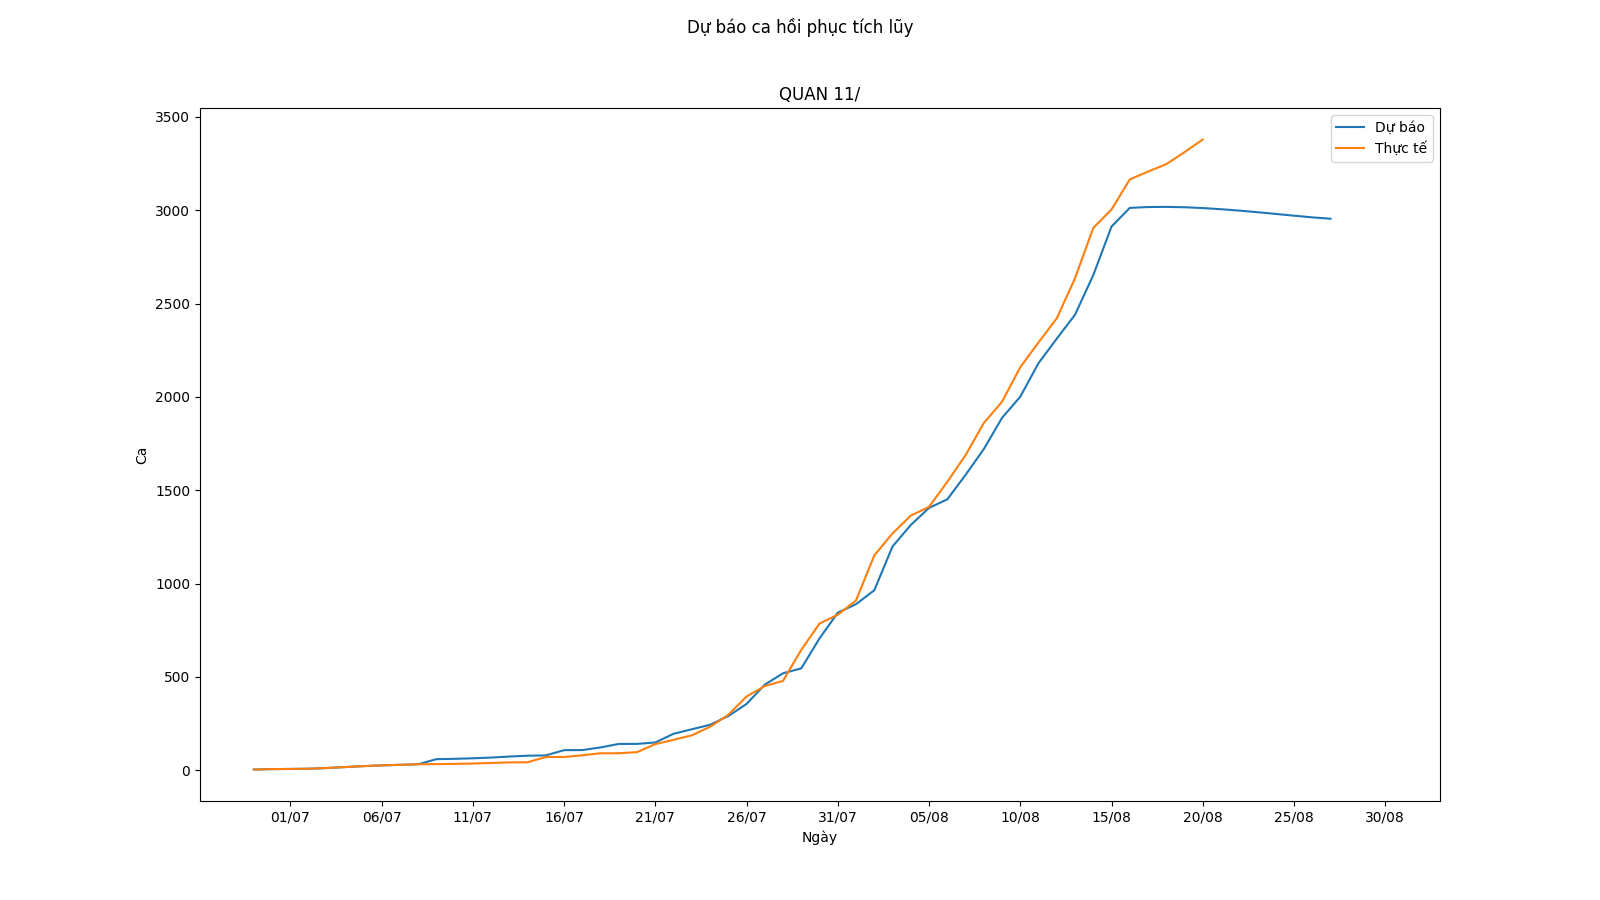 Dự báo ca hồi phục tích lũy
QUAN 11/
Dự báo
Thực tế
Ca
3500
3000
2500
2000
1500
1000
500
0
01/07 06/07 11/07 16/07 21/07 26/07 31/07 05/08 10/08 15/08 20/08 25/08 30/08
Ngày